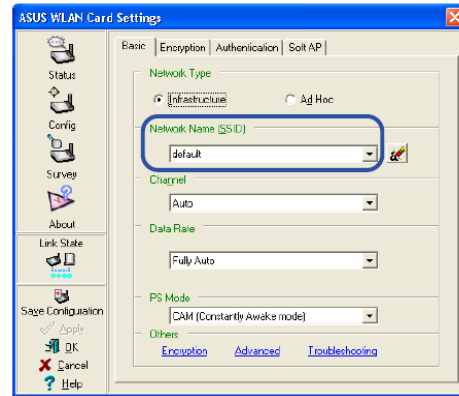 ASUS WLAN Card Settings
Status
Config
Survey
About
Link State
Save Configuration
Apply
OK
Cancel
Help
Basic
Encryption
Authentication
Soft AP
Network Type
Infrastructure
Ad Hoc
Network Name (SSID)
default
Channel
Auto
Data Rate
Fully Auto
PS Mode
CAM (Constantly Awake mode)
Others
Encryption
Advanced
Troubleshooting